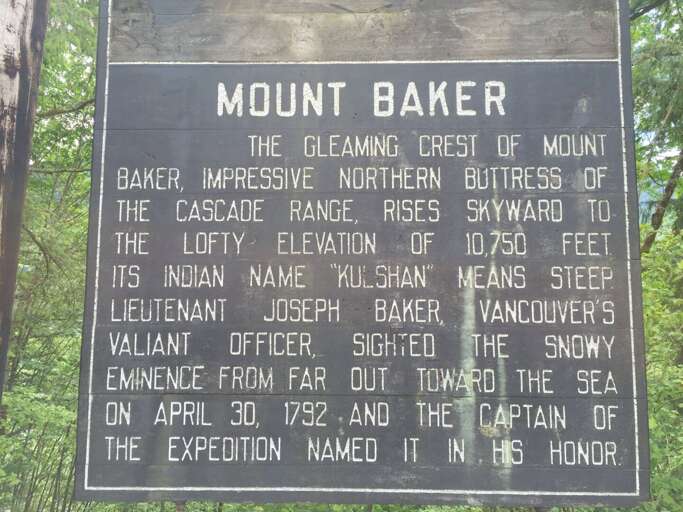 MOUNT BAKER
THE GLEAMING CREST OF MOUNT
BAKER, IMPRESSIVE NORTHERN BUTTRESS OF
THE CASCADE RANGE, RISES SKYWARD TO
THE LOFTY ELEVATION OF 10,750 FEET
ITS INDIAN NAME "KULSHAN" MEANS STEEP
LIEUTENANT JOSEPH BAKER, VANCOUVER'S
VALIANT OFFICER, SIGHTED THE SNOWY
EMINENCE FROM FAR OUT TOWARD THE SEA
ON APRIL 30, 1792 AND THE CAPTAIN OF
THE EXPEDITION NAMED IT IN HIS HONOR.